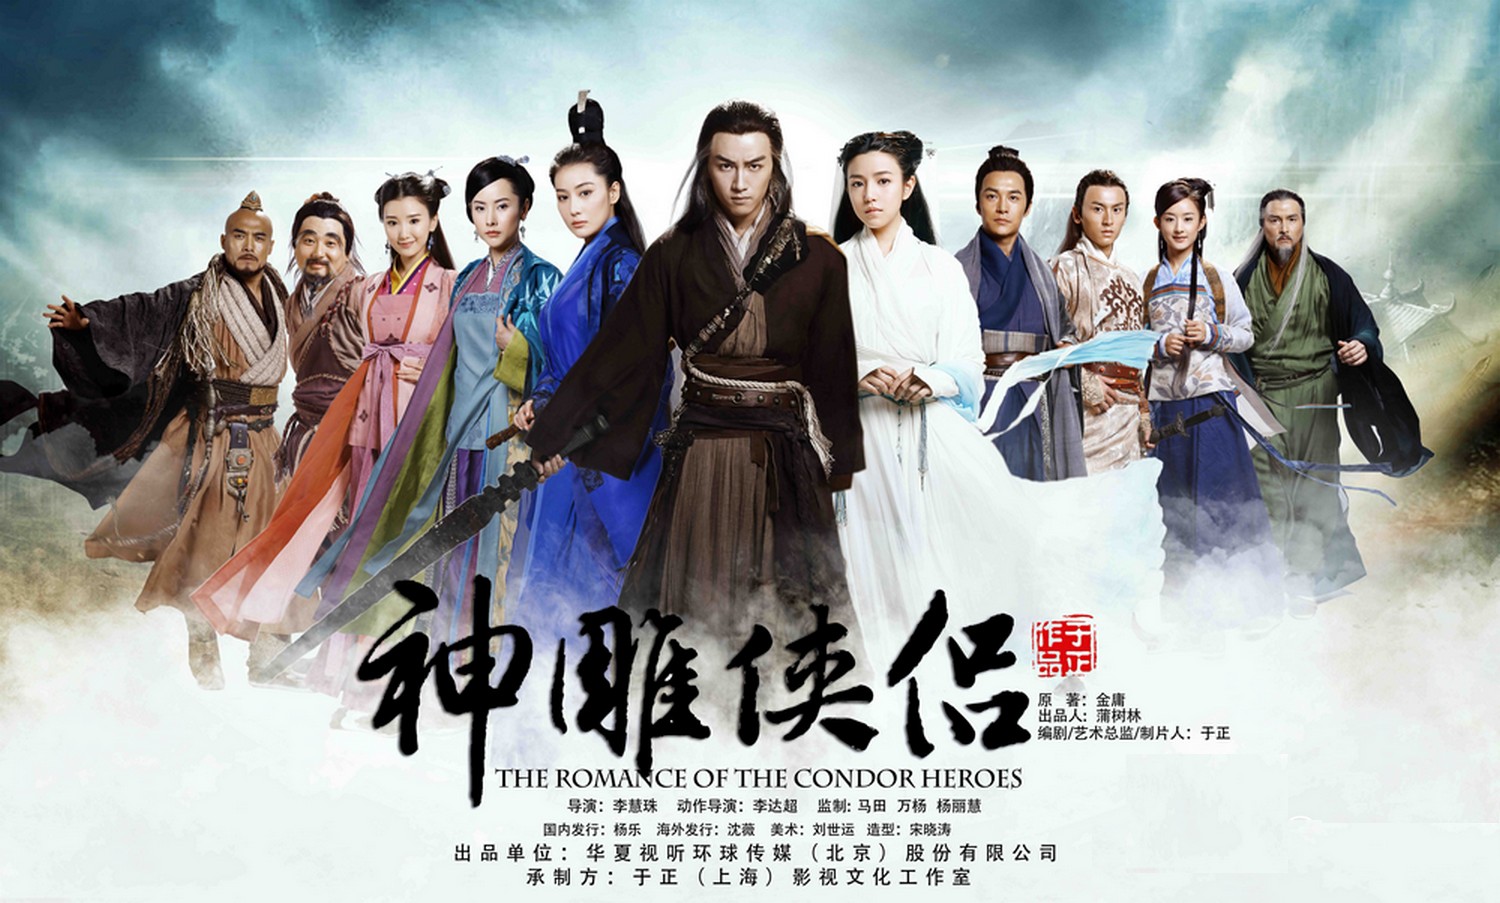 神雕侠侣
于正作品
原 著：金庸
出品人：蒲树林
编剧/艺术总监/制片人：于正
THE ROMANCE OF THE CONDOR HEROES
导演：李慧珠 动作导演：李达超 监制：马田 万杨 杨丽慧
国内发行：杨乐 海外发行：沈薇 美术：刘世运 造型：宋晓涛
出品单位：华夏视听环球传媒（北京）股份有限公司
承制方：于正（上海）影视文化工作室